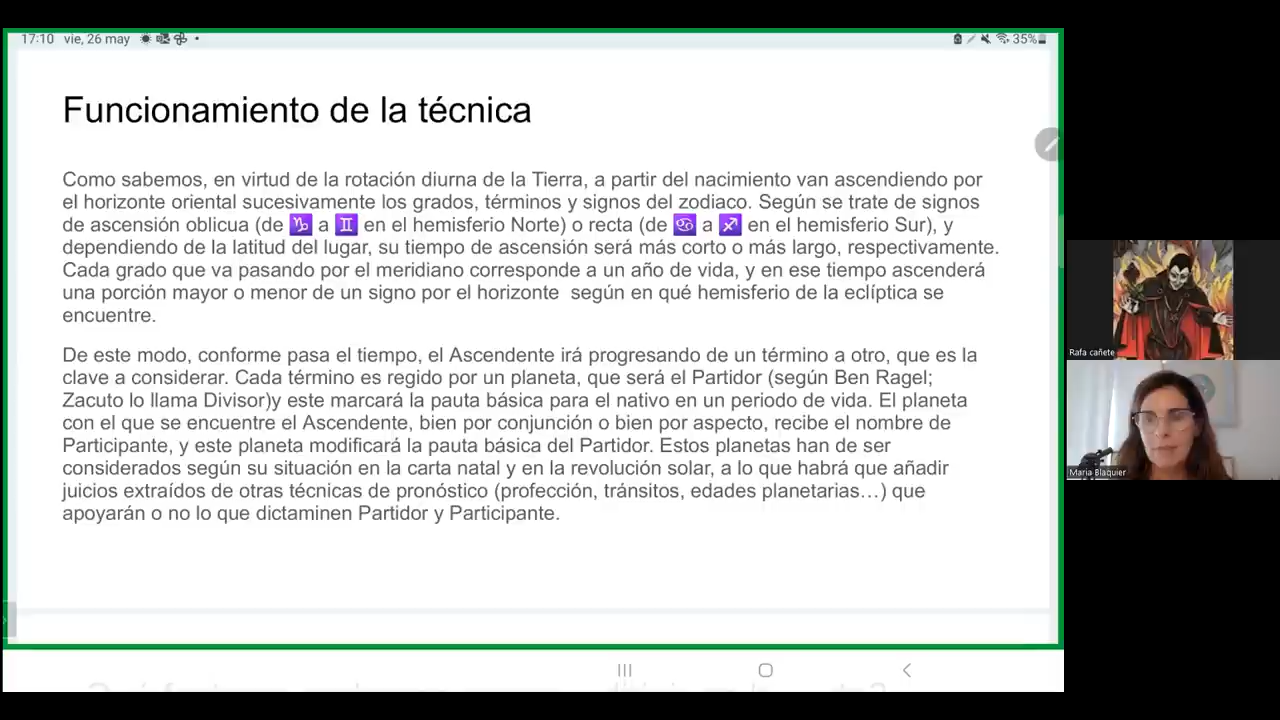 17:10 vie, 26 may
35%
Funcionamiento de la técnica
Como sabemos, en virtud de la rotación diurna de la Tierra, a partir del nacimiento van ascendiendo por
el horizonte oriental sucesivamente los grados, términos y signos del zodiaco. Según se trate de signos
de ascensión oblicua (de ♑ a ♊ en el hemisferio Norte) o recta (de ♋ a ♐ en el hemisferio Sur), y
dependiendo de la latitud del lugar, su tiempo de ascensión será más corto o más largo, respectivamente.
Cada grado que va pasando por el meridiano corresponde a un año de vida, y en ese tiempo ascenderá
una porción mayor o menor de un signo por el horizonte según en qué hemisferio de la eclíptica se
encuentre.
De este modo, conforme pasa el tiempo, el Ascendente irá progresando de un término a otro, que es la
clave a considerar. Cada término es regido por un planeta, que será el Partidor (según Ben Ragel;
Zacuto lo llama Divisor)y este marcará la pauta básica para el nativo en un periodo de vida. El planeta
con el que se encuentre el Ascendente, bien por conjunción o bien por aspecto, recibe el nombre de
Participante, y este planeta modificará la pauta básica del Partidor. Estos planetas han de ser
considerados según su situación en la carta natal y en la revolución solar, a lo que habrá que añadir
juicios extraídos de otras técnicas de pronóstico (profección, tránsitos, edades planetarias…) que
apoyarán o no lo que dictaminen Partidor y Participante.
Rafa cañete
Maria Blaquier